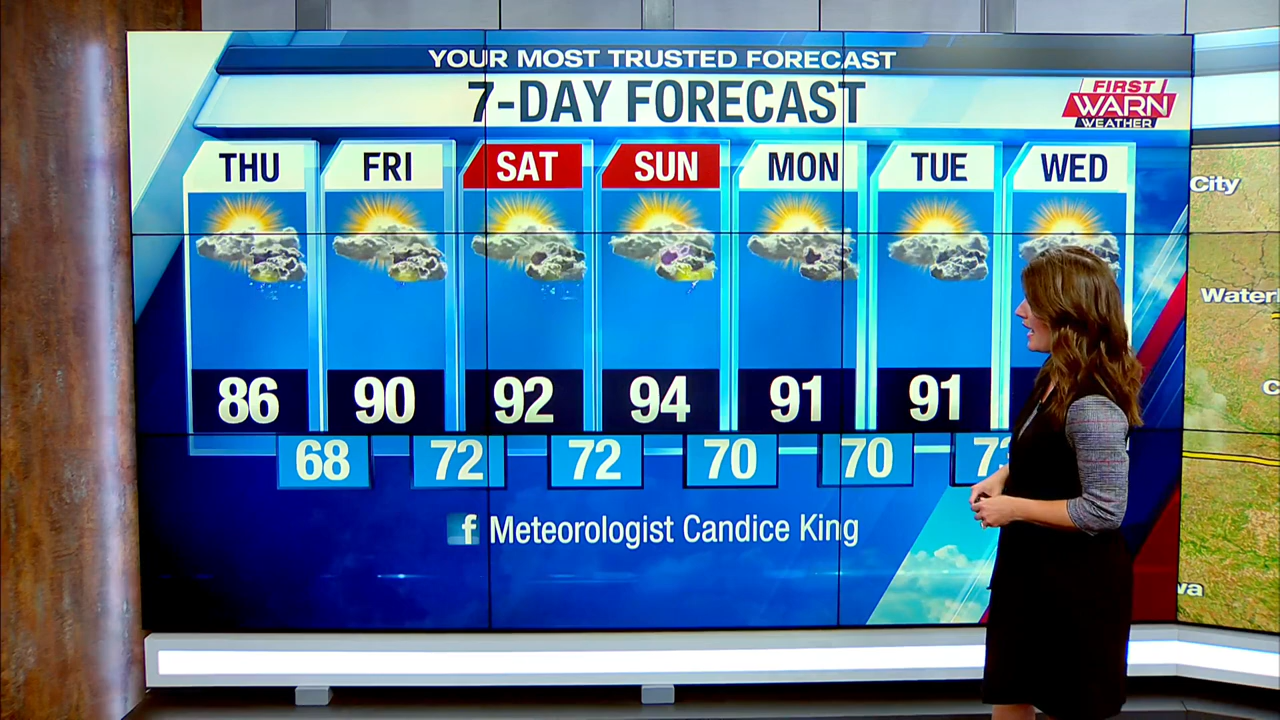 YOUR MOST TRUSTED FORECAST
7-DAY FORECAST
FIRST
WARN
WEATHER
THU FRI SAT SUN MON TUE WED
86 90 92 94 91 91
68 72 72 70 70
f Meteorologist Candice King
City